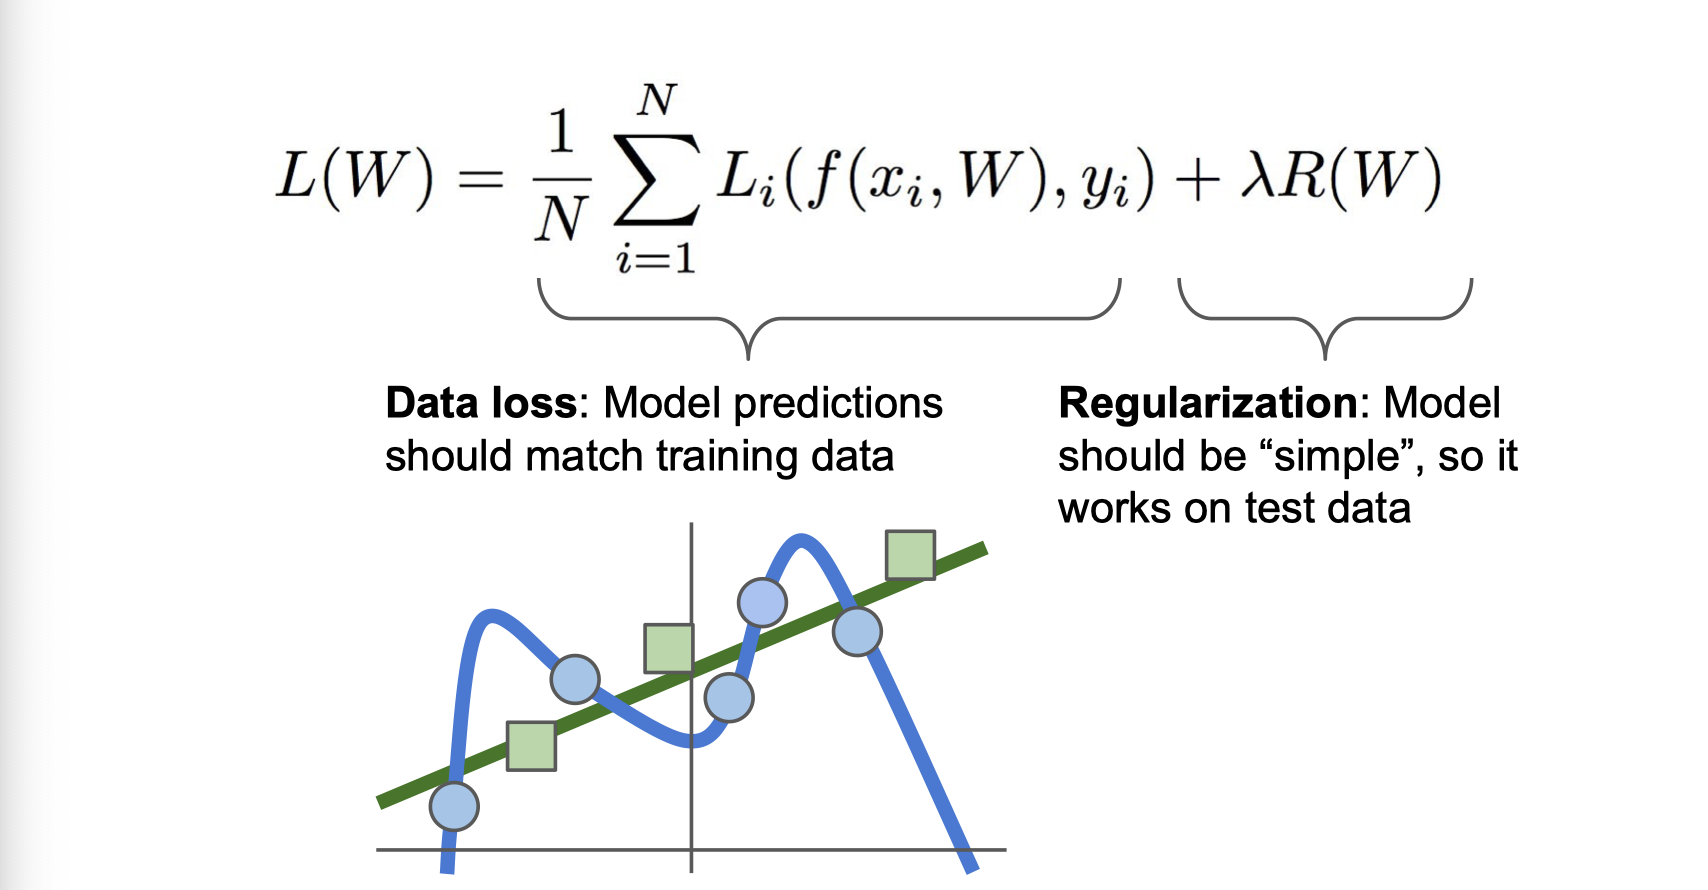 L(W) = \frac{1}{N} \sum_{i=1}^{N} L_i(f(x_i, W), y_i) + λR(W)
Data loss: Model predictions
should match training data
Regularization: Model
should be “simple”, so it
works on test data